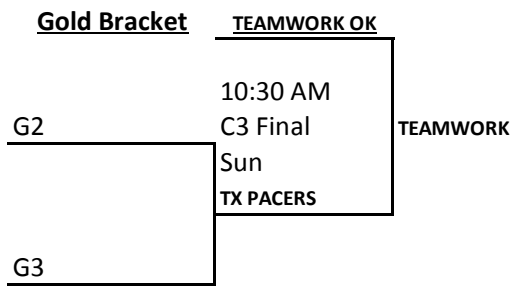 Gold Bracket
TEAMWORK OK
10:30 AM
G2
C3 Final
TEAMWORK
Sun
TX PACERS
G3